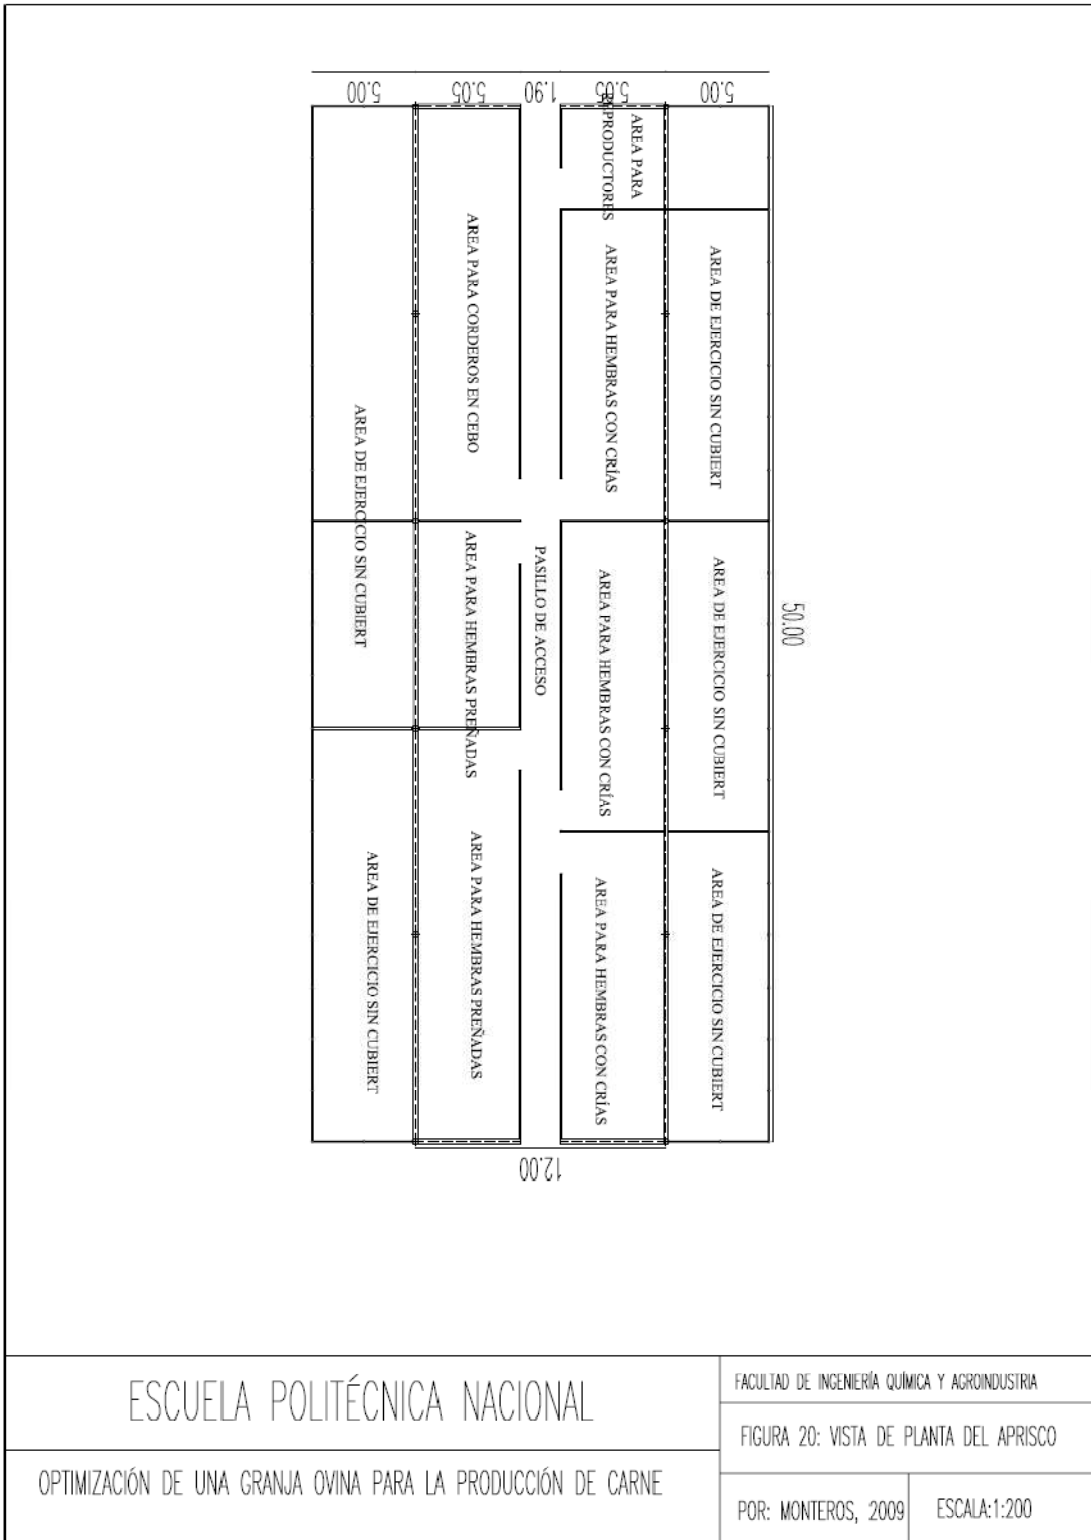 5.00
5.05
1.90
5.05
5.00
AREA PARA
REPRODUCTORES
AREA PARA CORDEROS EN CEBO
AREA PARA HEMBRAS CON CRÍAS
AREA DE EJERCICIO SIN CUBIERT
AREA DE EJERCICIO SIN CUBIERT
AREA PARA HEMBRAS PREÑADAS
PASILLO DE ACCESO
AREA PARA HEMBRAS CON CRÍAS
AREA DE EJERCICIO SIN CUBIERT
50.00
AREA DE EJERCICIO SIN CUBIERT
AREA PARA HEMBRAS PREÑADAS
AREA PARA HEMBRAS CON CRÍAS
AREA DE EJERCICIO SIN CUBIERT
12.00
ESCUELA POLITÉCNICA NACIONAL
OPTIMIZACIÓN DE UNA GRANJA OVINA PARA LA PRODUCCIÓN DE CARNE
FACULTAD DE INGENIERÍA QUÍMICA Y AGROINDUSTRIA
FIGURA 20: VISTA DE PLANTA DEL APRISCO
POR: MONTEROS, 2009
ESCALA:1:200